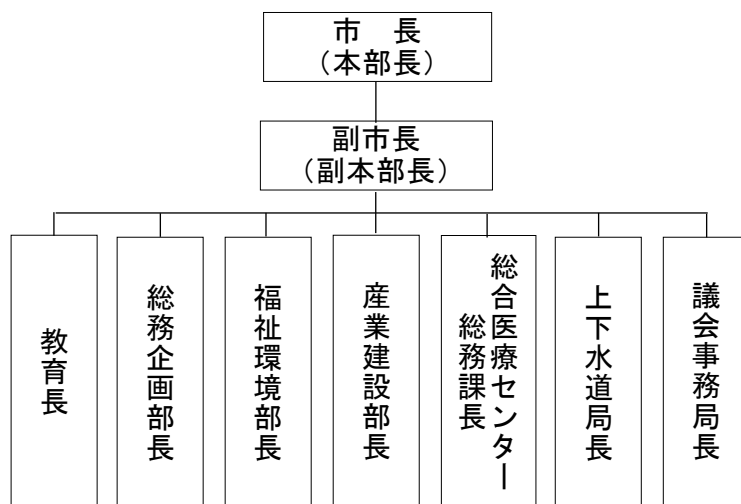 市　長
（本部長）
副市長
（副本部長）
教育長
総務企画部長
福祉環境部長
産業建設部長
総合医療センター
総務課長
上下水道局長
議会事務局長